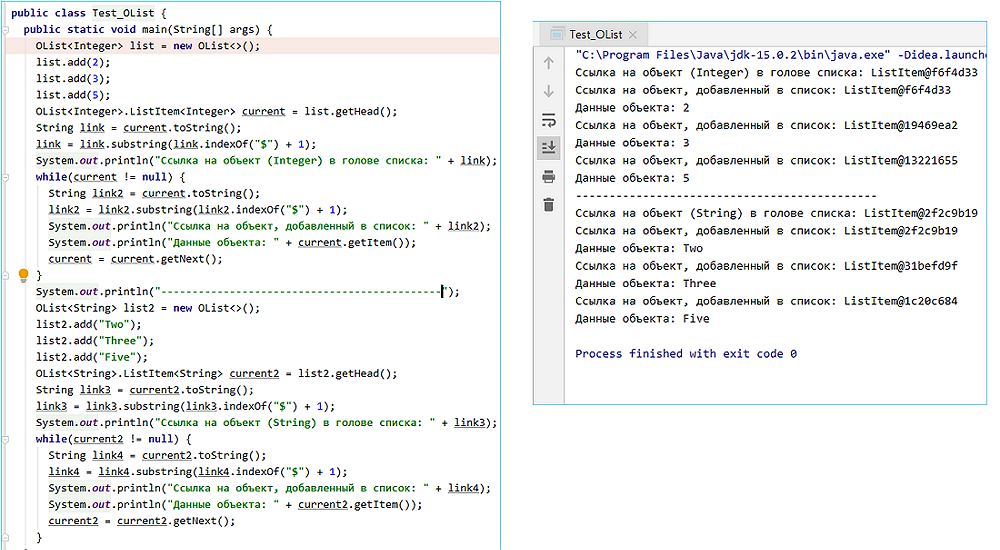 public class Test_OList {
public static void main(String[] args) {
OList<Integer> list = new OList<>();
list.add(2);
list.add(3);
list.add(5);
OList<Integer>.ListItem<Integer> current = list.getHead();
String link = current.toString();
link = link.substring(link.indexOf("$") + 1);
System.out.println("Ссылка на объект (Integer) в голове списка: " + link);
while(current != null) {
String link2 = current.toString();
link2 = link2.substring(link2.indexOf("$") + 1);
System.out.println("Ссылка на объект, добавленный в список: " + link2);
System.out.println("Данные объекта: " + current.getItem());
current = current.getNext();
}
System.out.println("-------------------------------------------");
OList<String> list2 = new OList<>();
list2.add("Two");
list2.add("Three");
list2.add("Five");
OList<String>.ListItem<String> current2 = list2.getHead();
String link3 = current2.toString();
link3 = link3.substring(link3.indexOf("$") + 1);
System.out.println("Ссылка на объект (String) в голове списка: " + link3);
while(current2 != null) {
String link4 = current2.toString();
link4 = link4.substring(link4.indexOf("$") + 1);
System.out.println("Ссылка на объект, добавленный в список: " + link4);
System.out.println("Данные объекта: " + current2.getItem());
current2 = current2.getNext();
}
Test_OList
"C:\Program Files\Java\jdk-15.0.2\bin\java.exe" -Didea.launche
Ссылка на объект (Integer) в голове списка: ListItem@f6f4d33
Ссылка на объект, добавленный в список: ListItem@f6f4d33
Данные объекта: 2
Ссылка на объект, добавленный в список: ListItem@19469ea2
Данные объекта: 3
Ссылка на объект, добавленный в список: ListItem@13221655
Данные объекта: 5
-------------------------------------------
Ссылка на объект (String) в голове списка: ListItem@2f2c9b19
Ссылка на объект, добавленный в список: ListItem@2f2c9b19
Данные объекта: Two
Ссылка на объект, добавленный в список: ListItem@31befd9f
Данные объекта: Three
Ссылка на объект, добавленный в список: ListItem@1c20c684
Данные объекта: Five
Process finished with exit code 0